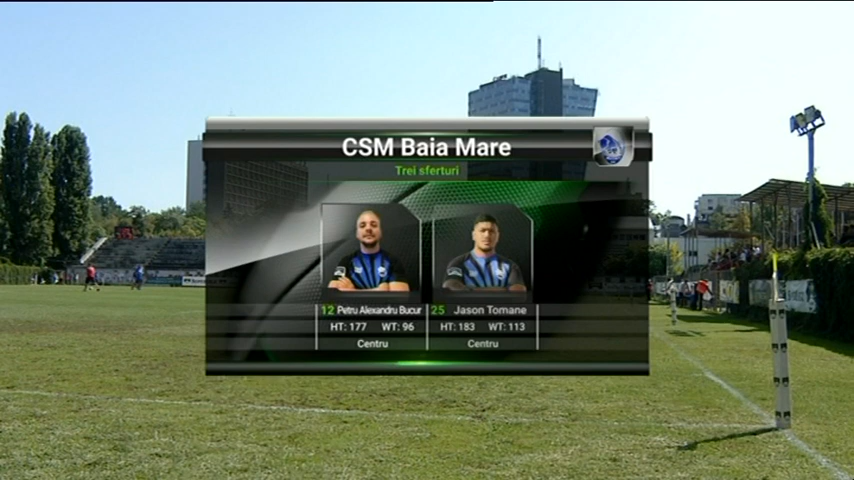 CSM Baia Mare
Trei sferturi
12 Petru Alexandru Bucur
HT: 177 WT: 96
Centru
25 Jason Tomane
HT: 183 WT: 113
Centru